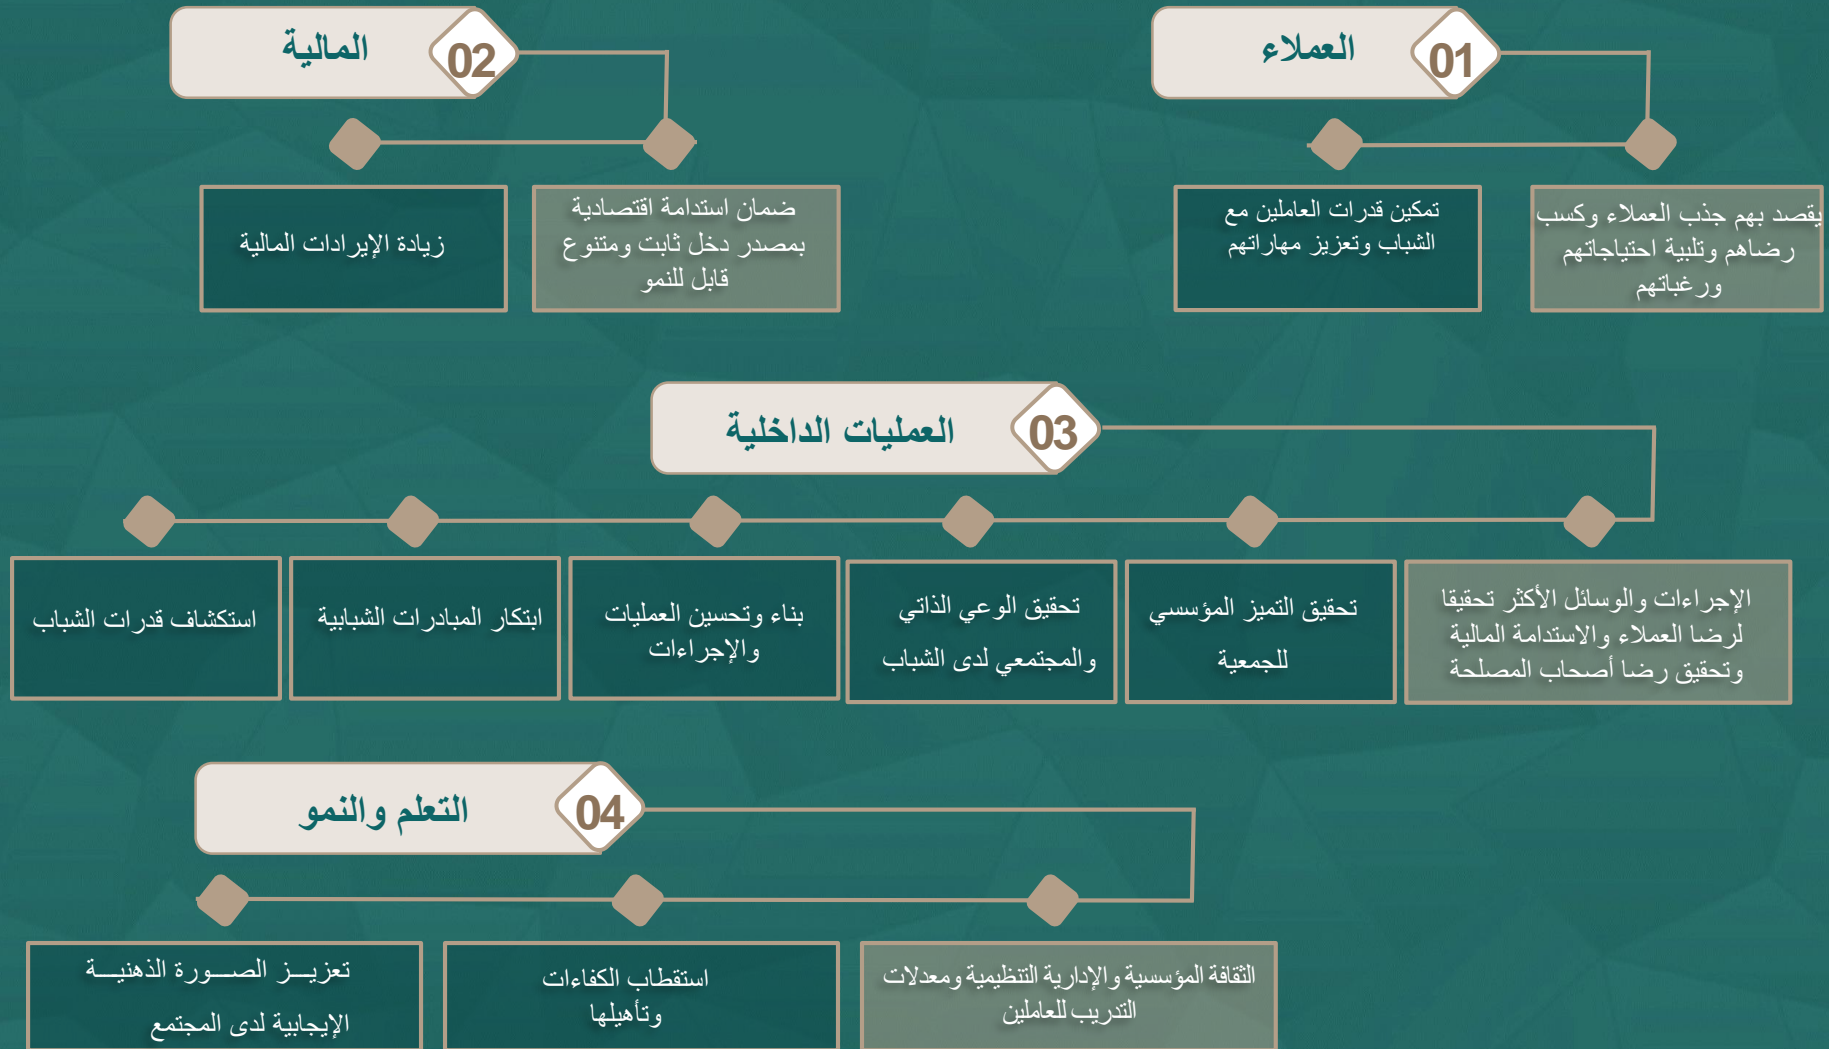 01
العملاء
يقصد بهم جذب العملاء وكسب
رضاهم وتلبية احتياجاتهم
ورغباتهم
تمكين قدرات العاملين مع
الشباب وتعزيز مهاراتهم
02
المالية
ضمان استدامة اقتصادية
بمصدر دخل ثابت ومتنوع
قابل للنمو
زيادة الإيرادات المالية
03
العمليات الداخلية
الإجراءات والوسائل الأكثر تحقيقا
لرضا العملاء والاستدامة المالية
وتحقيق رضا أصحاب المصلحة
تحقيق التميز المؤسسي
للجمعية
تحقيق الوعي الذاتي
والمجتمعي لدى الشباب
بناء وتحسين العمليات
والإجراءات
ابتكار المبادرات الشبابية
استكشاف قدرات الشباب
04
التعلم والنمو
الثقافة المؤسسية والإدارية التنظيمية ومعدلات
التدريب للعاملين
استقطاب الكفاءات
وتأهيلها
تعزيـــز الصـــورة الذهنيـــة
الإيجابية لدى المجتمع